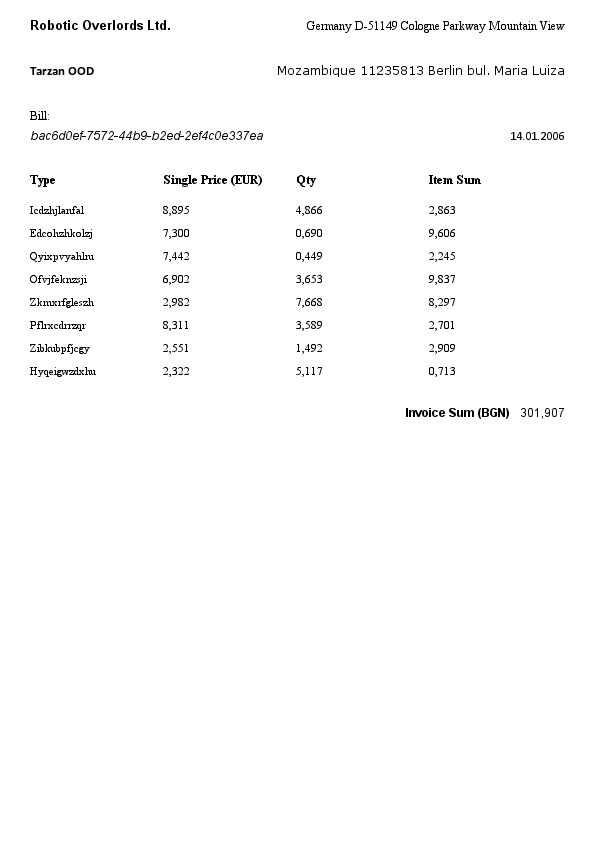 Robotic Overlords Ltd. Germany D-51149 Cologne Parkway Mountain View
Tarzan OOD Mozambique 11235813 Berlin bul. Maria Luiza
Bill:
bac6d0ef-7572-44b9-b2ed-2ef4c0e337ea 14.01.2006
Type Single Price (EUR) Qty Item Sum
Icdzhjlanfal 8,895 4,866 2,863
Edcohzhkolzj 7,300 0,690 9,606
Qyixpvyahlru 7,442 0,449 2,245
Ofvjfeknzsji 6,902 3,653 9,837
Zkmxrfgleszh 2,982 7,668 8,297
Pflrxcdrrzqr 8,311 3,589 2,701
Zibkubpfjcgy 2,551 1,492 2,909
Hyqeigwzdxhu 2,322 5,117 0,713
Invoice Sum (BGN) 301,907